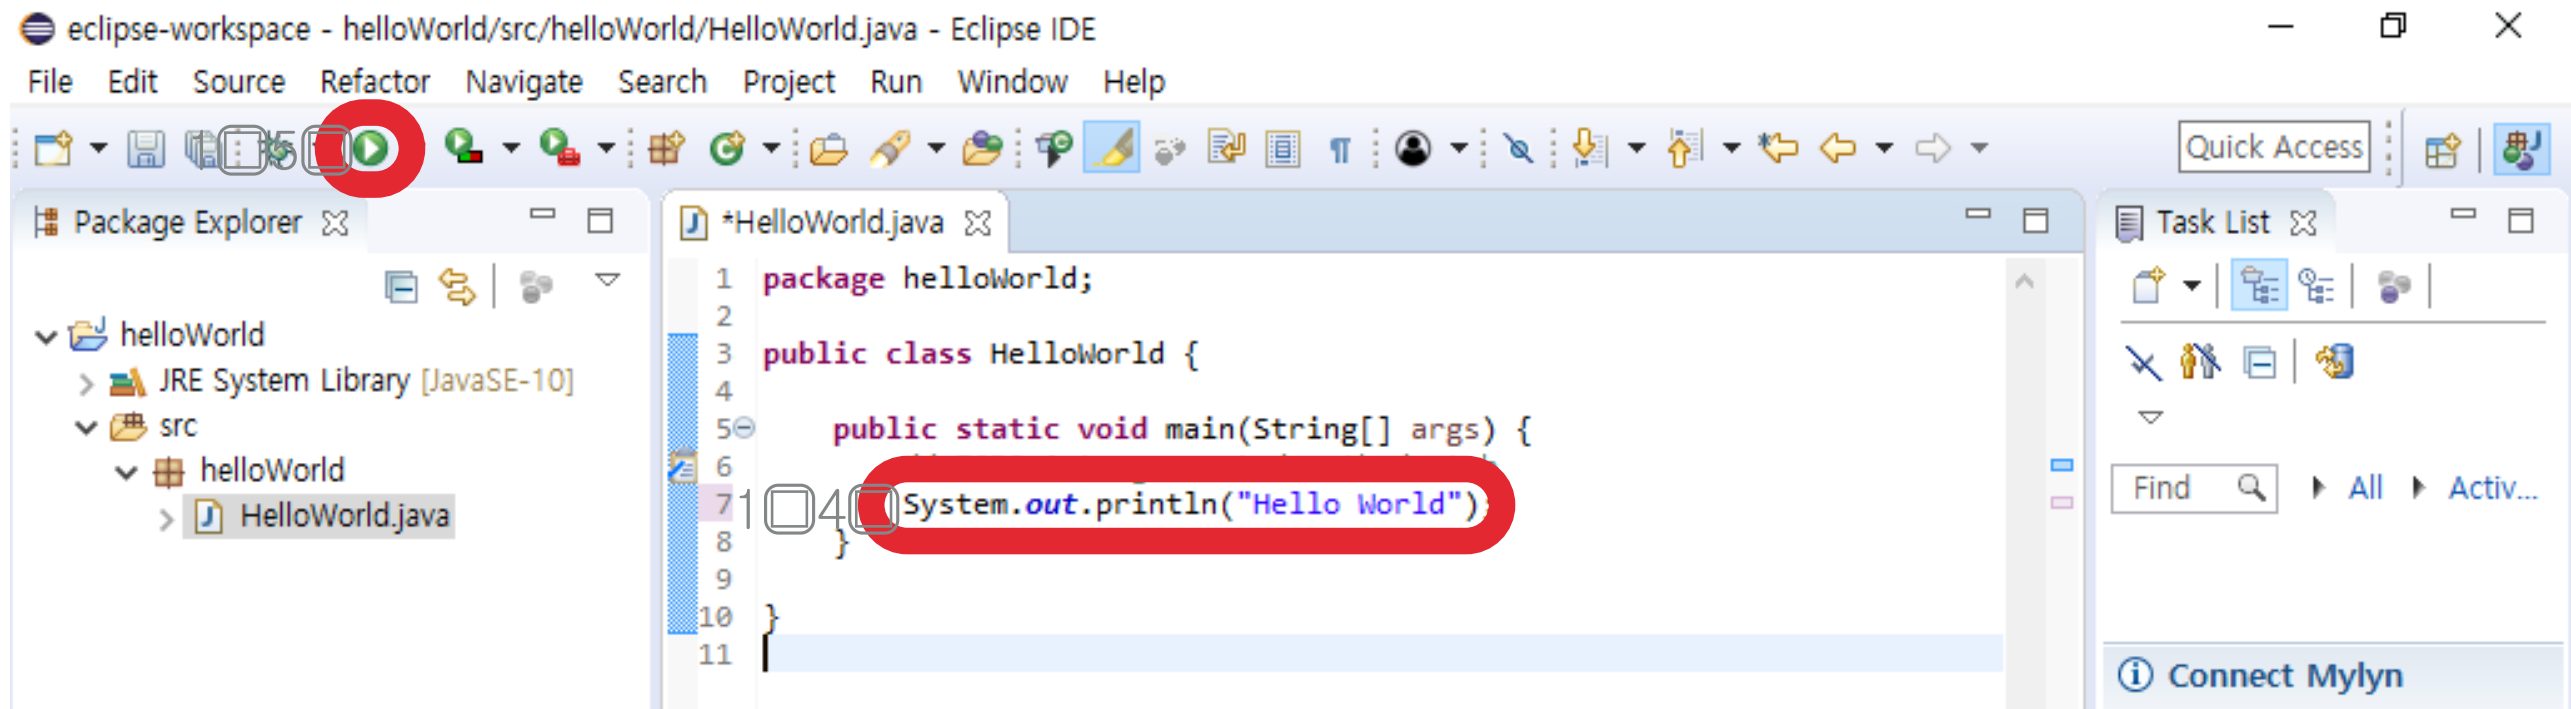 eclipse-workspace - helloWorld/src/helloWorld/HelloWorld.java - Eclipse IDE
File Edit Source Refactor Navigate Search Project Run Window Help
15
Quick Access
Package Explorer
helloWorld
JRE System Library [JavaSE-10]
src
helloWorld
HelloWorld.java
*HelloWorld.java
1 package helloWorld;
2
3 public class HelloWorld {
4
5 public static void main(String[] args) {
6
7 System.out.println("Hello World");
14
8 }
9
10 }
11
Task List
Find All Activ...
Connect Mylyn